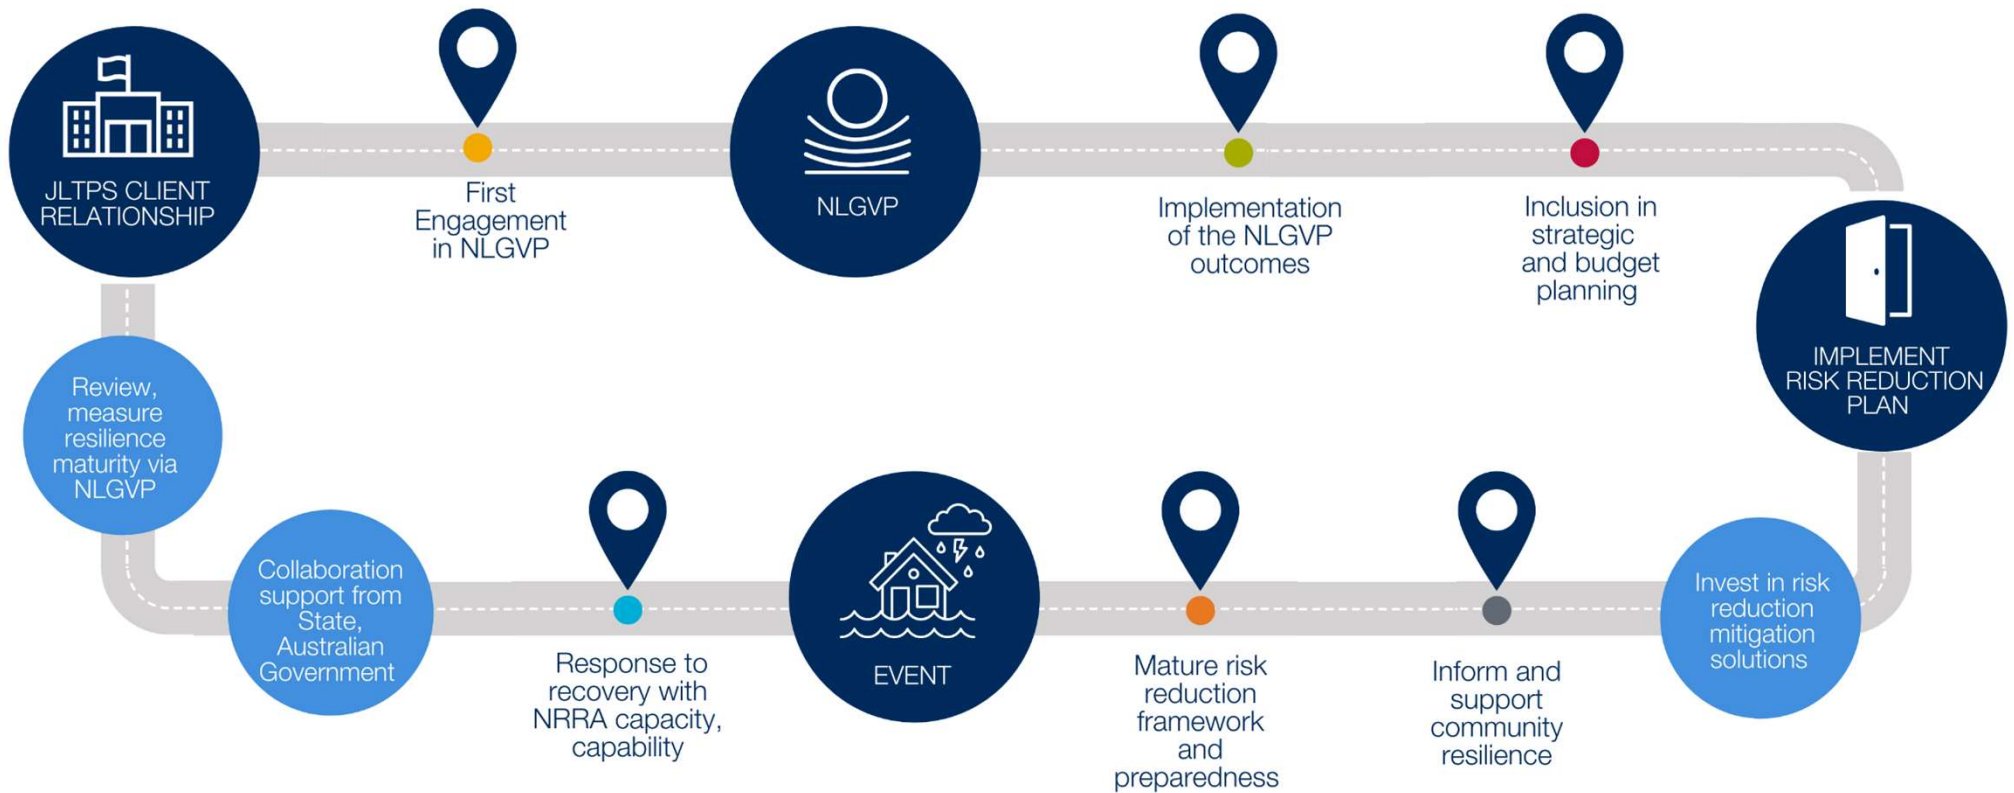 JLTPS CLIENT
RELATIONSHIP
First
Engagement
in NLGVP
NLGVP
Implementation
of the NLGVP
outcomes
Inclusion in
strategic
and budget
planning
IMPLEMENT
RISK REDUCTION
PLAN
Invest in risk
reduction
mitigation
solutions
Inform and
support
community
resilience
Mature risk
reduction
framework
and
preparedness
EVENT
Response to
recovery with
NRRA capacity,
capability
Collaboration
support from
State,
Australian
Government
Review,
measure
resilience
maturity via
NLGVP